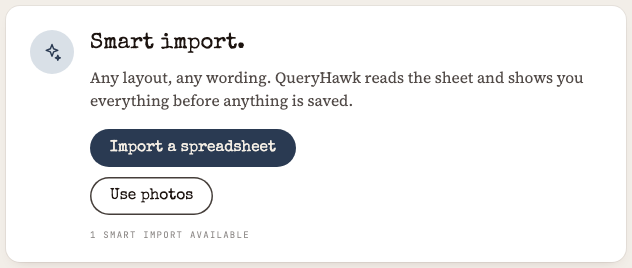 Smart import.
Any layout, any wording. QueryHawk reads the sheet and shows you
everything before anything is saved.
Import a spreadsheet
Use photos
1 SMART IMPORT AVAILABLE